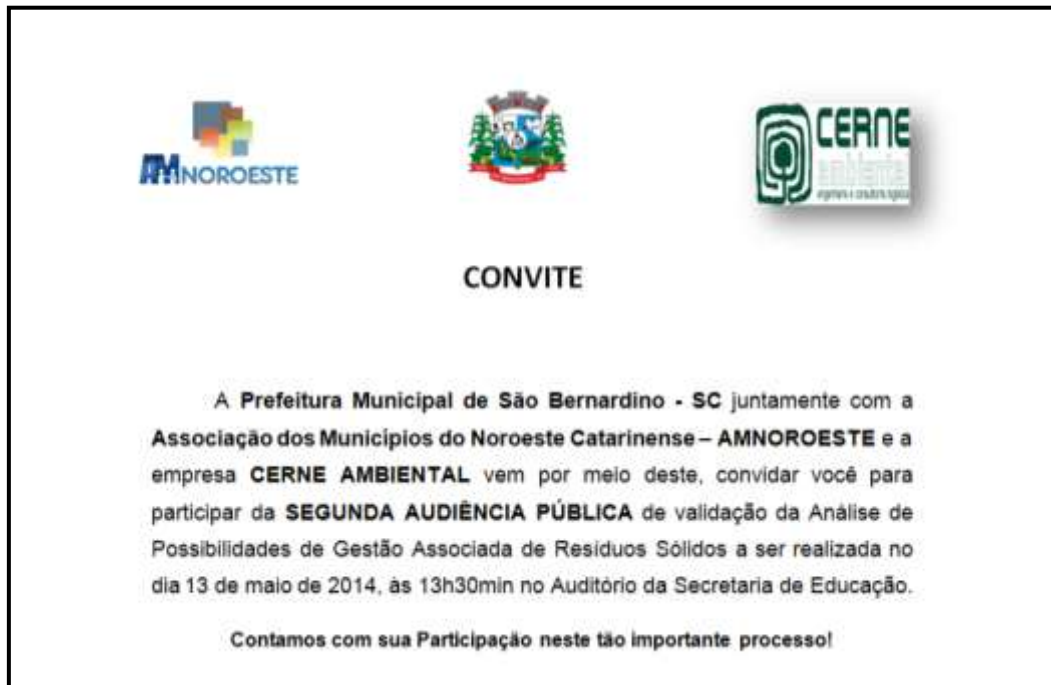 AMNOROESTE
CERNE
ambiental
CONVITE
A Prefeitura Municipal de São Bernardino - SC juntamente com a
Associação dos Municípios do Noroeste Catarinense – AMNOROESTE e a
empresa CERNE AMBIENTAL vem por meio deste, convidar você para
participar da SEGUNDA AUDIÊNCIA PÚBLICA de validação da Análise de
Possibilidades de Gestão Associada de Resíduos Sólidos a ser realizada no
dia 13 de maio de 2014, às 13h30min no Auditório da Secretaria de Educação.
Contamos com sua Participação neste tão importante processo!